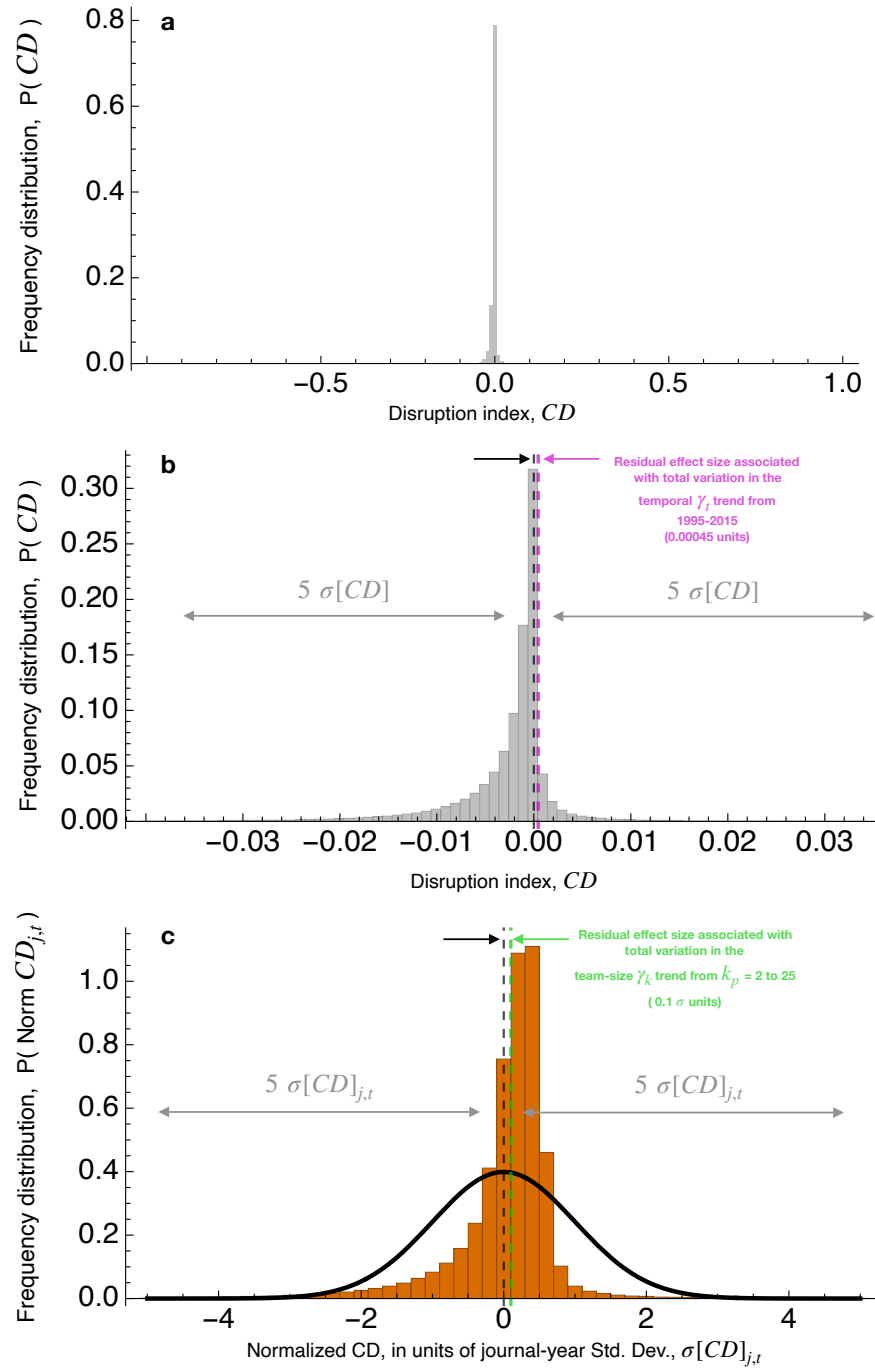 a
Frequency distribution, P( CD )
0.8
0.6
0.4
0.2
0.0
−0.5 0.0 0.5 1.0
Disruption index, CD
b
Frequency distribution, P( CD )
0.30
0.25
0.20
0.15
0.10
0.05
0.00
Residual effect size associated
with total variation in the
temporal γt trend from
1995-2015
(0.00045 units)
5 σ[CD] 5 σ[CD]
−0.03 −0.02 −0.01 0.00 0.01 0.02 0.03
Disruption index, CD
c
Frequency distribution, P( Norm CDj,t)
1.0
0.8
0.6
0.4
0.2
0.0
Residual effect size associated with
total variation in the
team-size γk trend from kp = 2 to 25
( 0.1 σ units)
5 σ[CD]j,t 5 σ[CD]j,t
−4 −2 0 2 4
Normalized CD, in units of journal-year Std. Dev., σ[CD]j,t